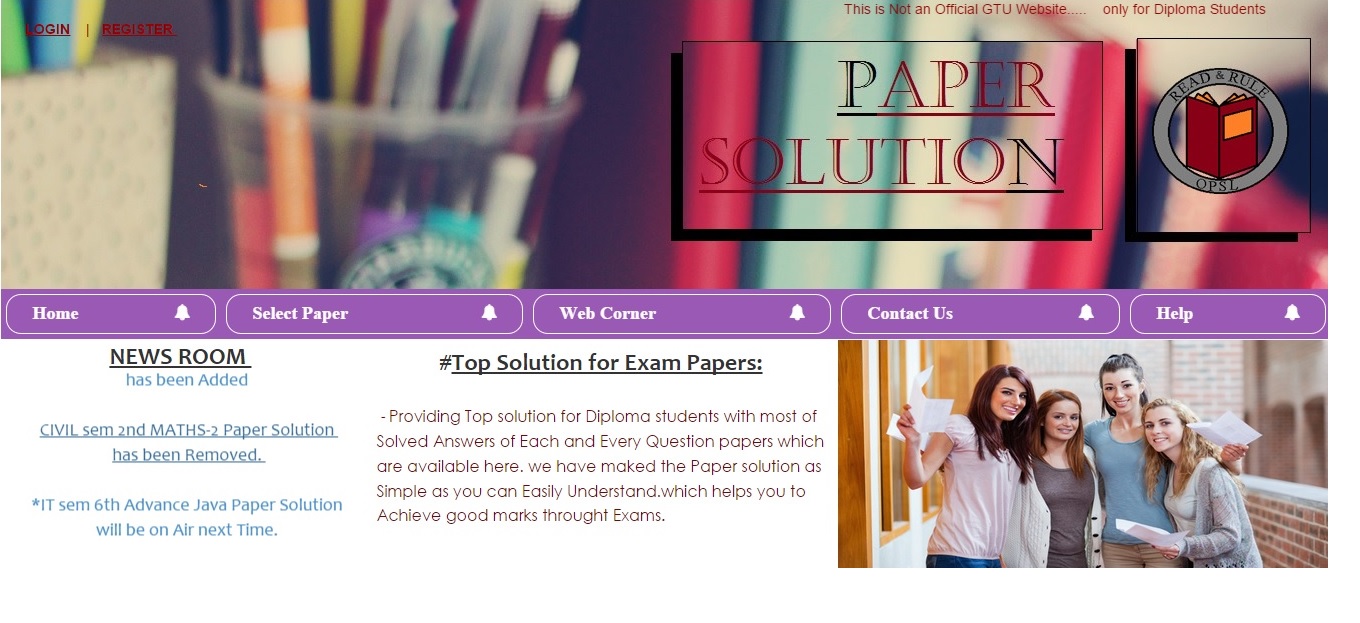 This is Not an Official GTU Website..... only for Diploma Students
LOGIN | REGISTER
PAPER
SOLUTION
READ & RULE
OPSL
Home Select Paper Web Corner Contact Us Help
NEWS ROOM
has been Added
CIVIL sem 2nd MATHS-2 Paper Solution
has been Removed.
*IT sem 6th Advance Java Paper Solution
will be on Air next Time.
#Top Solution for Exam Papers:
- Providing Top solution for Diploma students with most of
Solved Answers of Each and Every Question papers which
are available here. we have maked the Paper solution as
Simple as you can Easily Understand.which helps you to
Achieve good marks throught Exams.